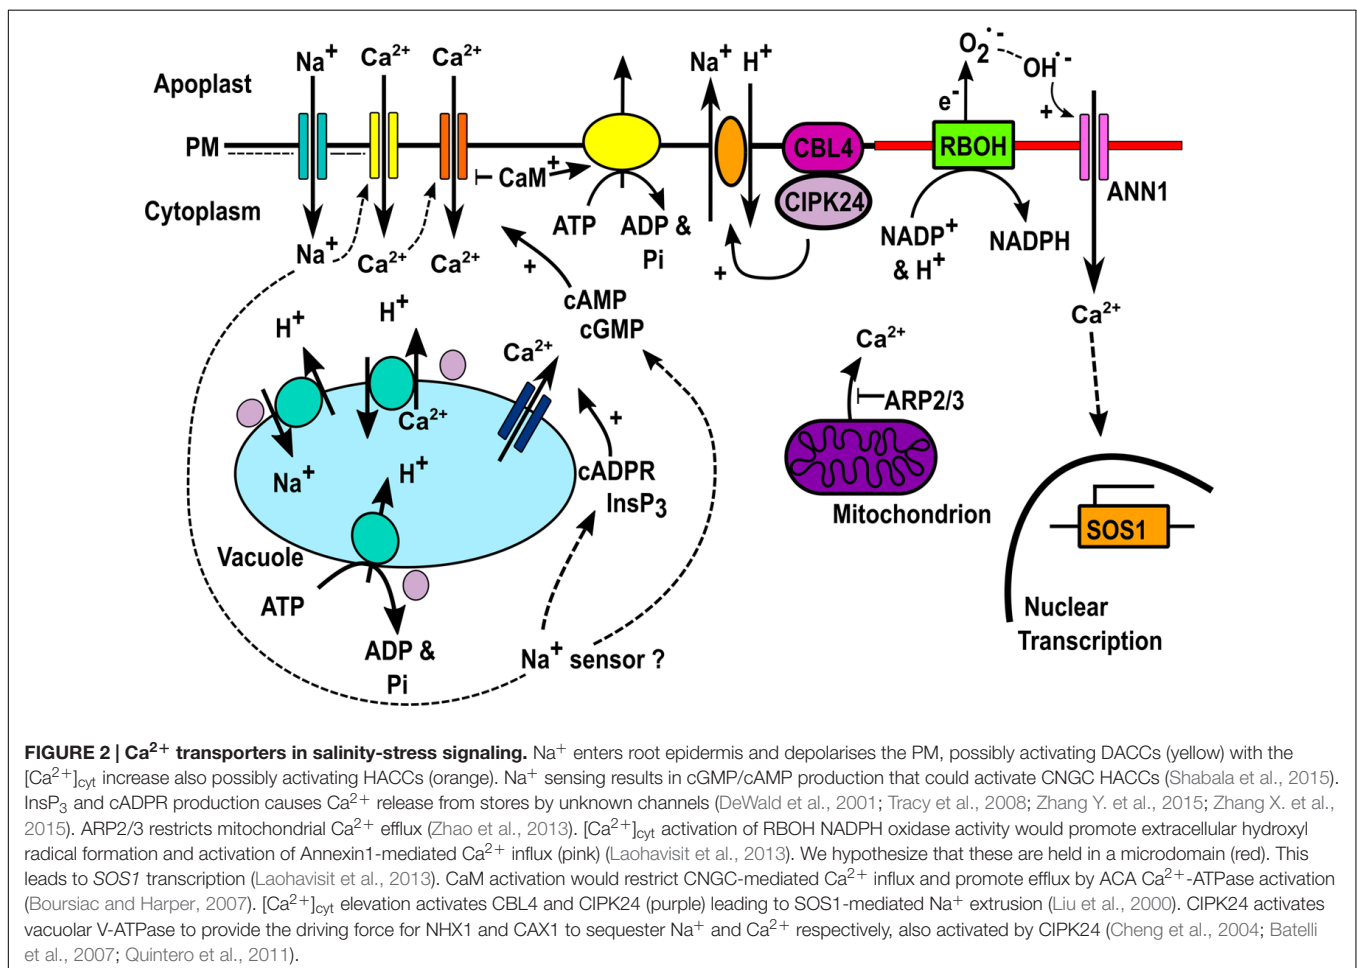 O₂·-
OH·-
Na⁺ Ca²⁺ Ca²⁺
Na⁺ H⁺
Apoplast
e⁻
+
PM
CBL4
RBOH
CaM +
ANN1
Cytoplasm
CIPK24
ATP ADP &
Pi
NADP⁺
& H⁺
NADPH
Na⁺ Ca²⁺ Ca²⁺
+
+
cAMP
cGMP
Ca²⁺
H⁺
H⁺
Ca²⁺
Ca²⁺
ARP2/3
Ca²⁺
+
Na⁺
H⁺
cADPR
InsP₃
Mitochondrion
SOS1
Vacuole
ATP
Nuclear
Transcription
ADP &
Pi
Na⁺ sensor ?
FIGURE 2 | Ca²⁺ transporters in salinity-stress signaling. Na⁺ enters root epidermis and depolarises the PM, possibly activating DACCs (yellow) with the
[Ca²⁺]cyt increase also possibly activating HACCs (orange). Na⁺ sensing results in cGMP/cAMP production that could activate CNGC HACCs (Shabala et al., 2015).
InsP₃ and cADPR production causes Ca²⁺ release from stores by unknown channels (DeWald et al., 2001; Tracy et al., 2008; Zhang Y. et al., 2015; Zhang X. et al.,
2015). ARP2/3 restricts mitochondrial Ca²⁺ efflux (Zhao et al., 2013). [Ca²⁺]cyt activation of RBOH NADPH oxidase activity would promote extracellular hydroxyl
radical formation and activation of Annexin1-mediated Ca²⁺ influx (pink) (Laohavisit et al., 2013). We hypothesize that these are held in a microdomain (red). This
leads to SOS1 transcription (Laohavisit et al., 2013). CaM activation would restrict CNGC-mediated Ca²⁺ influx and promote efflux by ACA Ca²⁺-ATPase activation
(Boursiac and Harper, 2007). [Ca²⁺]cyt elevation activates CBL4 and CIPK24 (purple) leading to SOS1-mediated Na⁺ extrusion (Liu et al., 2000). CIPK24 activates
vacuolar V-ATPase to provide the driving force for NHX1 and CAX1 to sequester Na⁺ and Ca²⁺ respectively, also activated by CIPK24 (Cheng et al., 2004; Batelli
et al., 2007; Quintero et al., 2011).